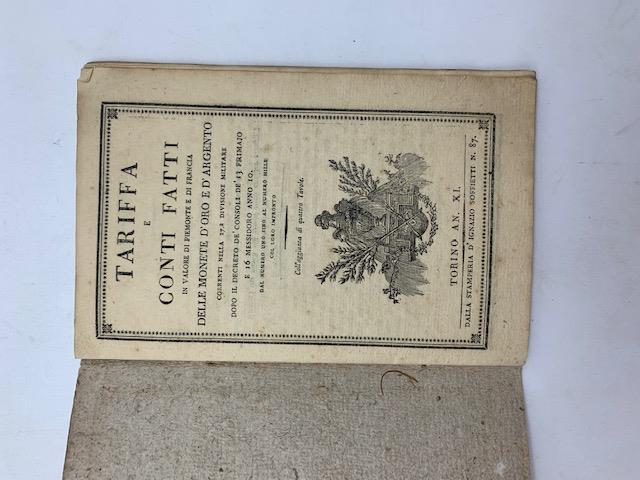 TARIFFA
E
CONTI FATTI
IN VALORE DI PIEMONTE E DI FRANCIA
DELLE MONETE D'ORO E D'ARGENTO
CORRENTI NELLA 27.a DIVISIONE MILITARE
DOPO IL DECRETO DE' CONSOLI DE' 13 FRIMAJO
E 16 MESSIDORO ANNO 10.
DAL NUMERO UNO SINO AL NUMERO MILLE
COL LORO IMPRONTO
Coll'aggiunta di quattro Tavole.
TORINO AN. XI.
DALLA STAMPERIA D'IGNAZIO SOFFIETTI N. 87.